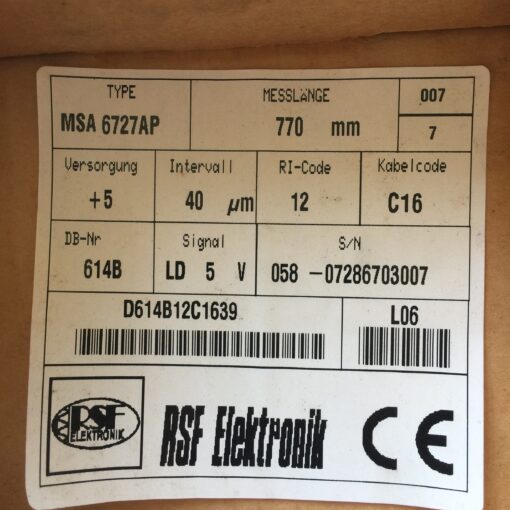 TYPE MESSLÄNGE 007
MSA 6727AP 770 mm 7
Versorgung Intervall RI-Code Kabelcode
+5 40 µm 12 C16
DB-Nr Signal S/N
614B LD 5 V 058 -07286703007
D614B12C1639 L06
RSF
ELEKTRONIK
RSF Elektronik CE